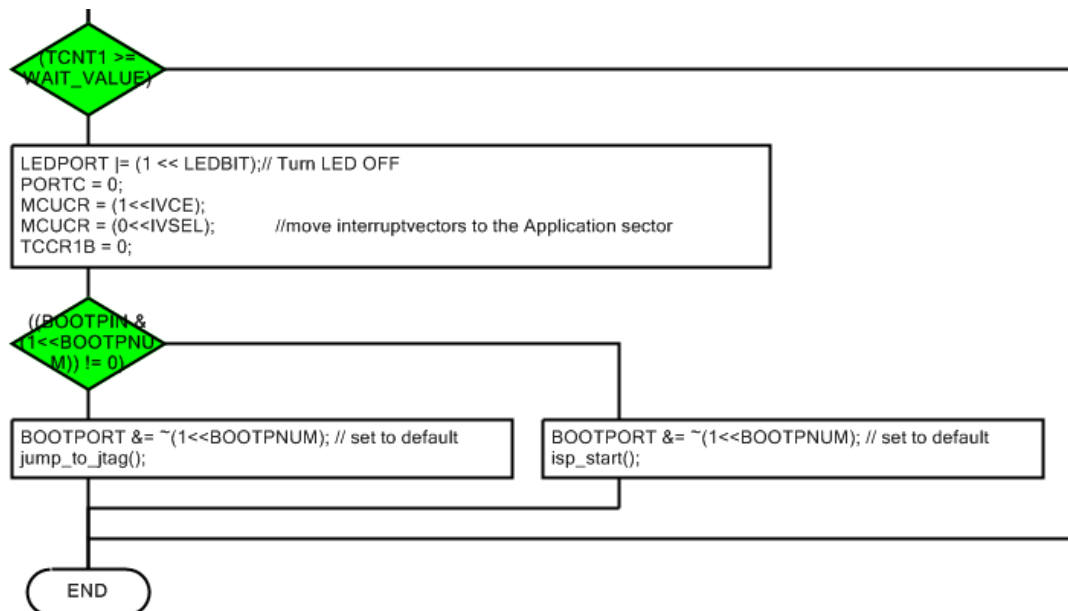 (TCNT1 >=
WAIT_VALUE)
LEDPORT |= (1 << LEDBIT);// Turn LED OFF
PORTC = 0;
MCUCR = (1<<IVCE);
MCUCR = (0<<IVSEL); //move interruptvectors to the Application sector
TCCR1B = 0;
((BOOTPIN &
(1<<BOOTPNU
M)) != 0)
BOOTPORT &= ~(1<<BOOTPNUM); // set to default
jump_to_jtag();
BOOTPORT &= ~(1<<BOOTPNUM); // set to default
isp_start();
END